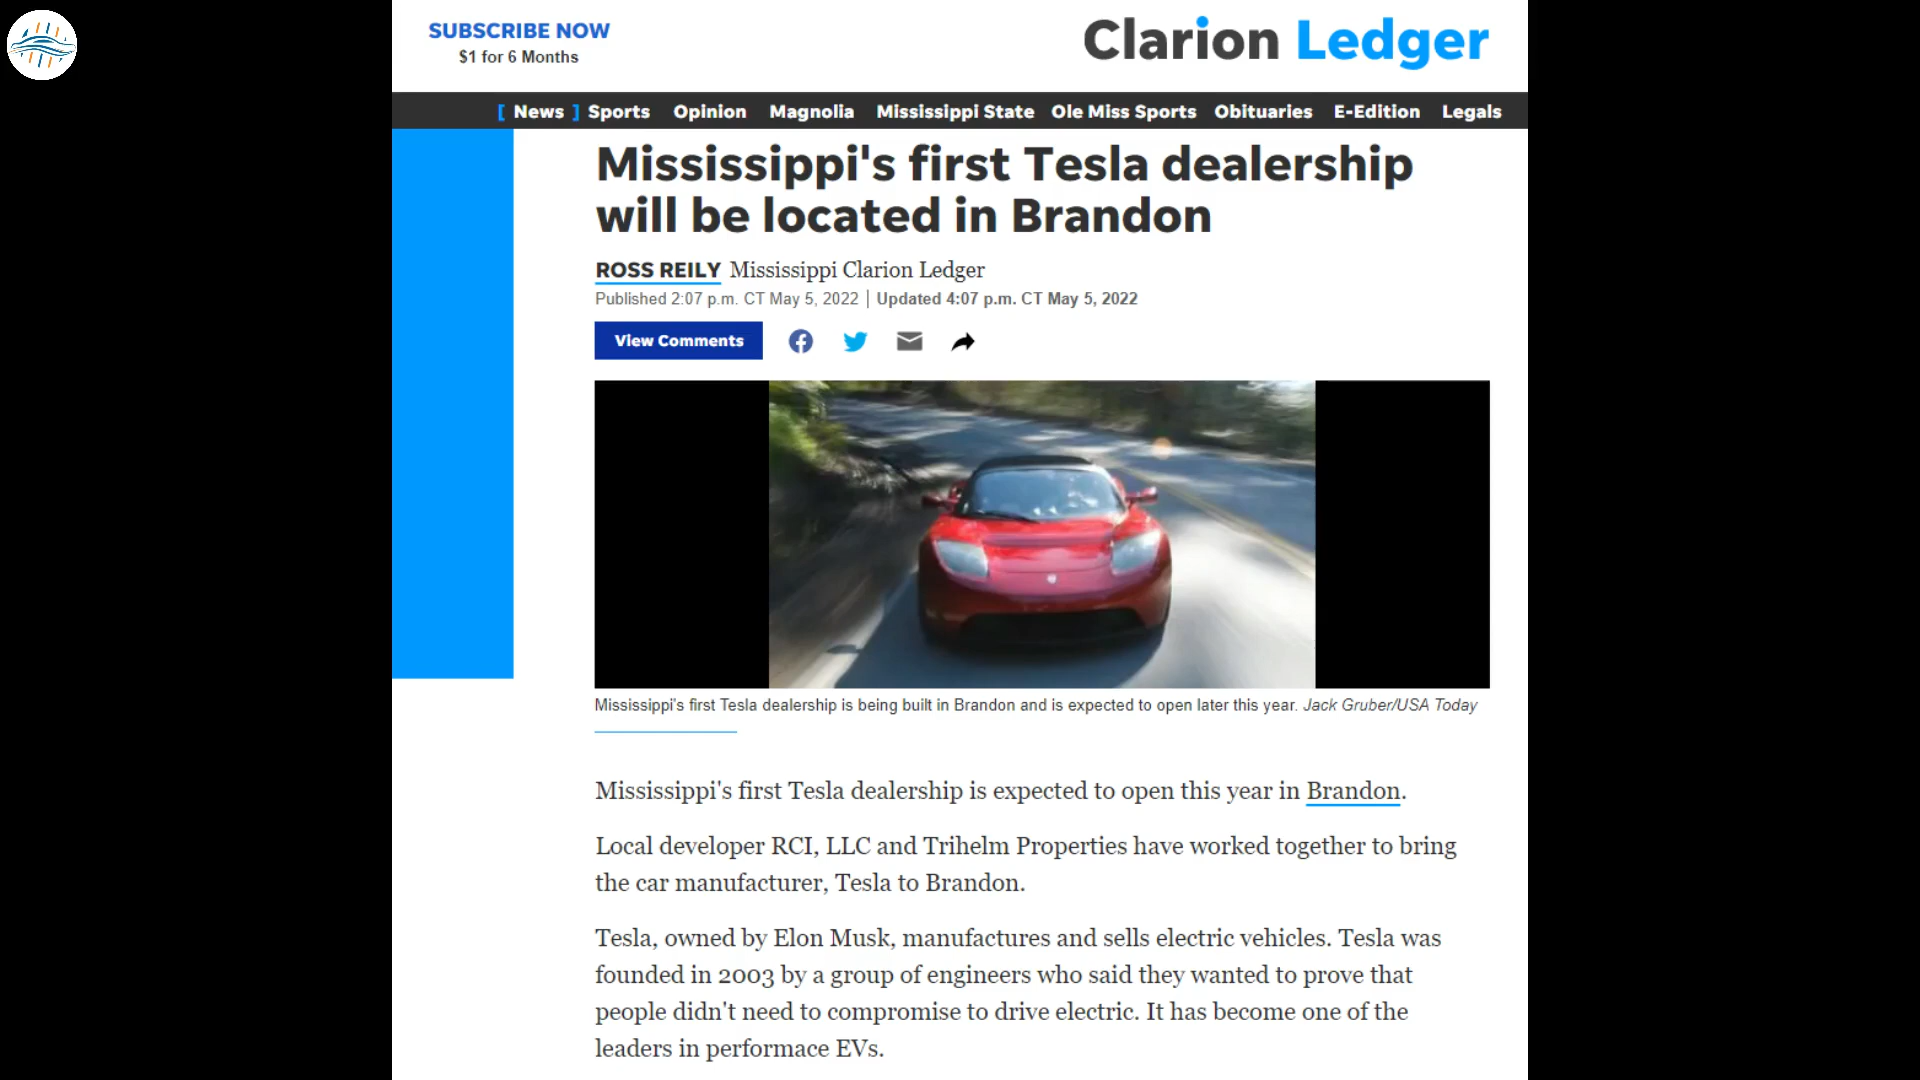 SUBSCRIBE NOW
$1 for 6 Months
Clarion Ledger
[ News ] Sports Opinion Magnolia Mississippi State Ole Miss Sports Obituaries E-Edition Legals
Mississippi's first Tesla dealership
will be located in Brandon
ROSS REILY Mississippi Clarion Ledger
Published 2:07 p.m. CT May 5, 2022 | Updated 4:07 p.m. CT May 5, 2022
View Comments
Mississippi's first Tesla dealership is being built in Brandon and is expected to open later this year. Jack Gruber/USA Today
Mississippi's first Tesla dealership is expected to open this year in Brandon.
Local developer RCI, LLC and Trihelm Properties have worked together to bring
the car manufacturer, Tesla to Brandon.
Tesla, owned by Elon Musk, manufactures and sells electric vehicles. Tesla was
founded in 2003 by a group of engineers who said they wanted to prove that
people didn't need to compromise to drive electric. It has become one of the
leaders in performace EVs.